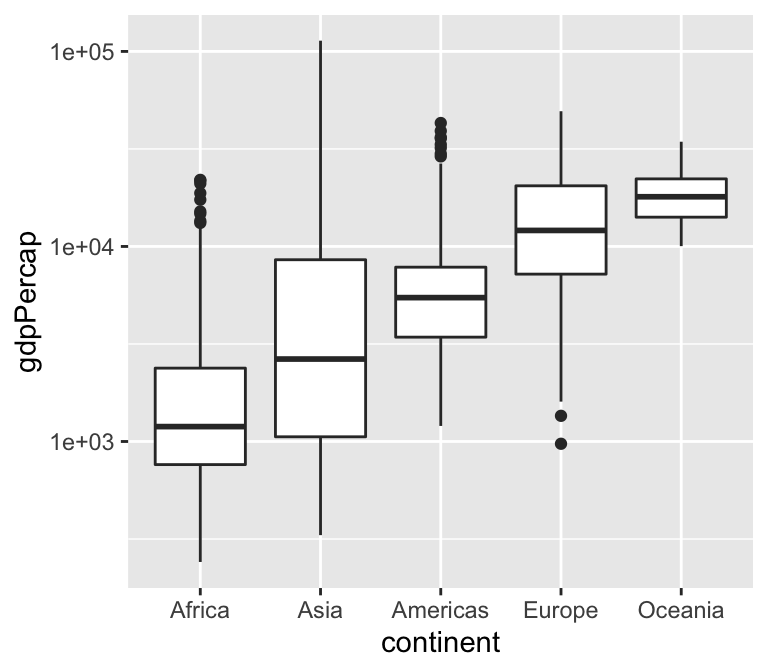 1e+05
1e+04
1e+03
gdpPercap
Africa Asia Americas Europe Oceania
continent